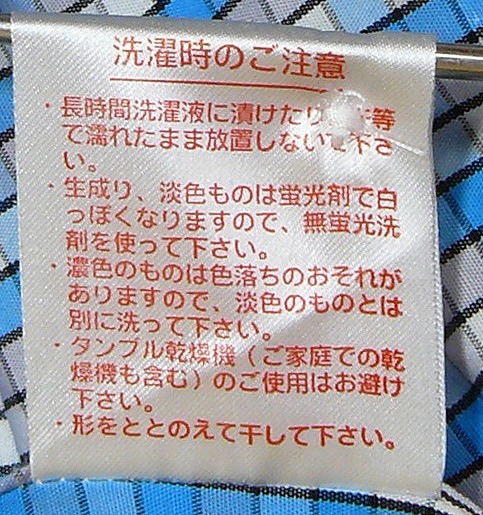 洗濯時のご注意
・長時間洗濯液に漬けたり 等
で濡れたまま放置しないで下さ
い。
・生成り、淡色ものは蛍光剤で白
っぽくなりますので、無蛍光洗
剤を使って下さい。
・濃色のものは色落ちのおそれが
ありますので、淡色のものとは
別に洗って下さい。
・タンブル乾燥機（ご家庭での乾
燥機も含む）のご使用はお避け
下さい。
・形をととのえて干して下さい。